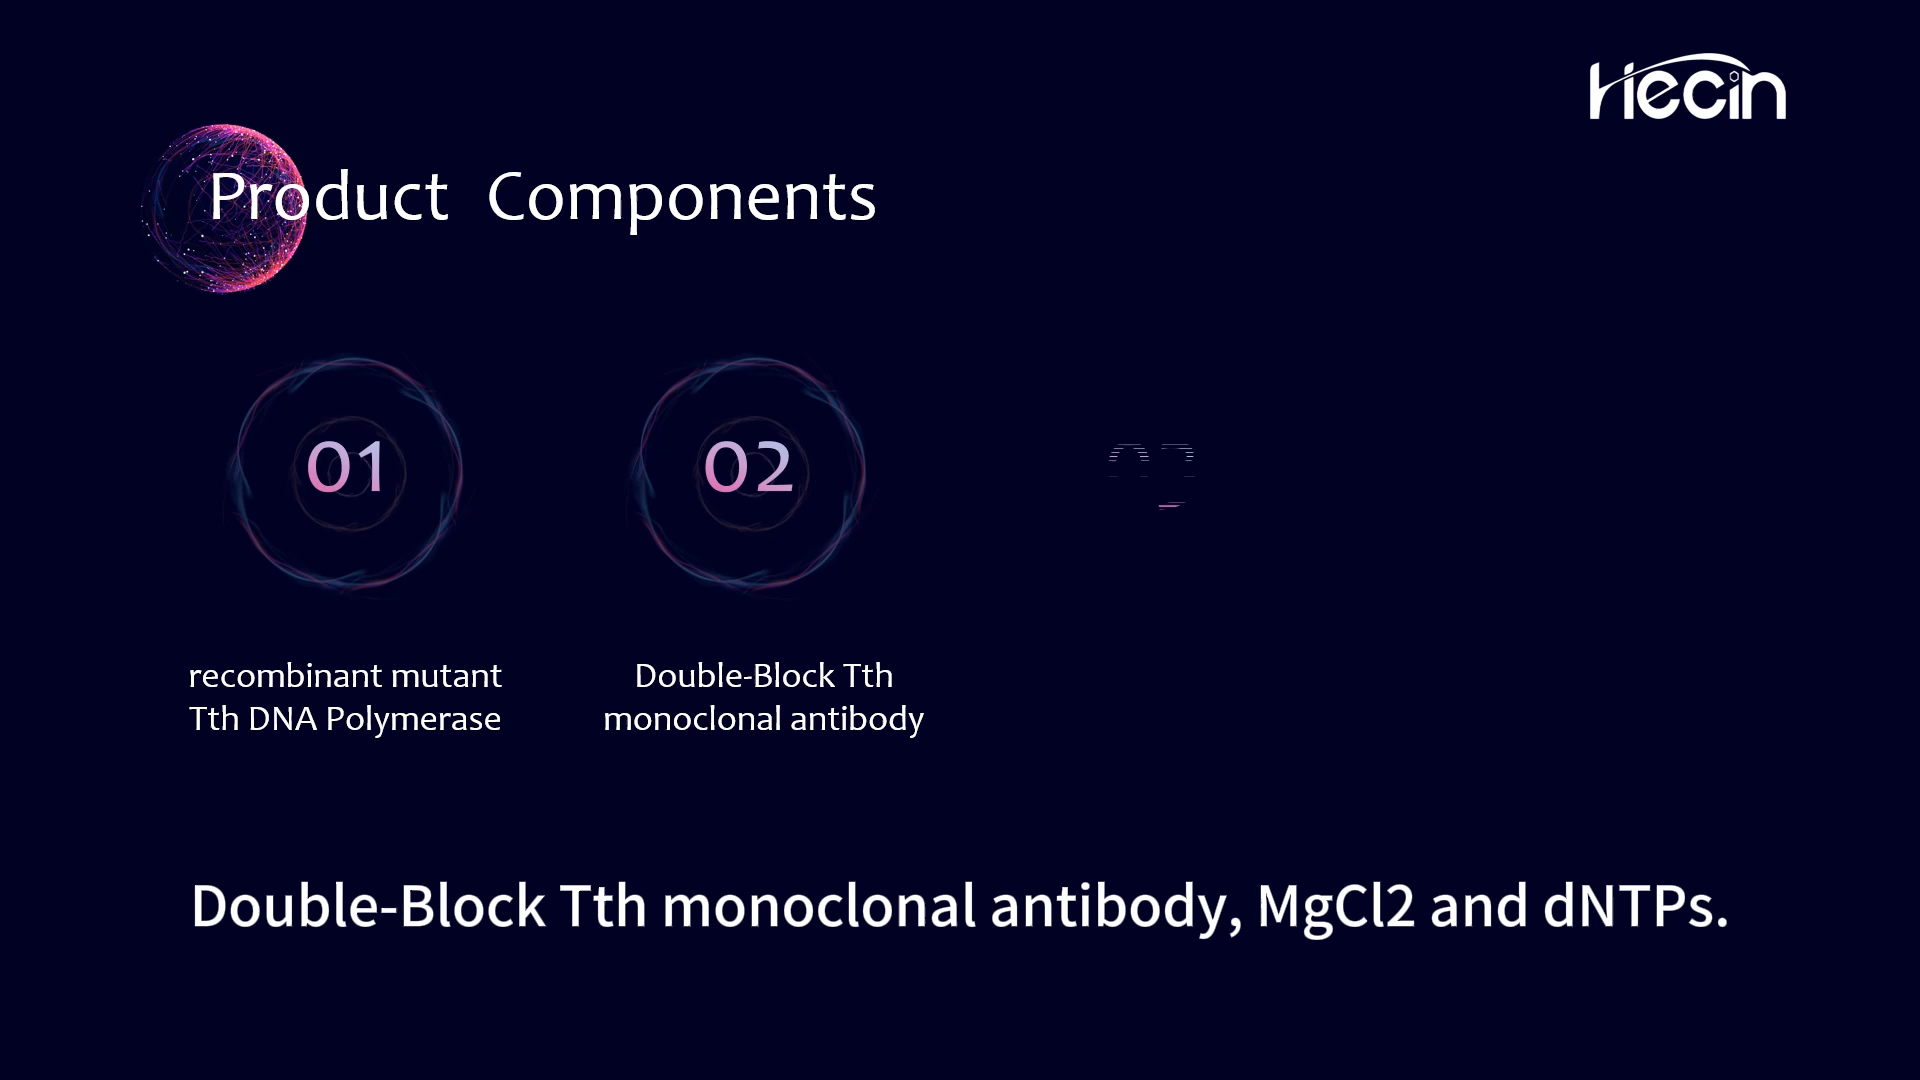 Hecin
Product Components
01
02
03
recombinant mutant
Tth DNA Polymerase
Double-Block Tth
monoclonal antibody
Double-Block Tth monoclonal antibody, MgCl2 and dNTPs.